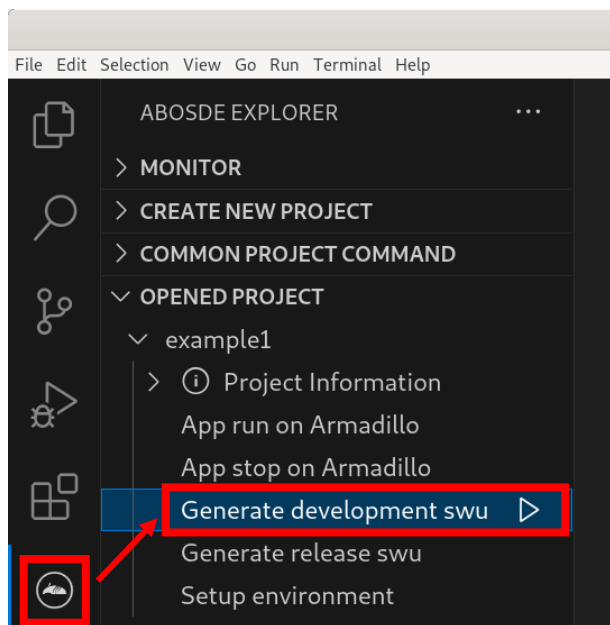 File Edit Selection View Go Run Terminal Help
ABOSDE EXPLORER
MONITOR
CREATE NEW PROJECT
COMMON PROJECT COMMAND
OPENED PROJECT
example1
Project Information
App run on Armadillo
App stop on Armadillo
Generate development swu
Generate release swu
Setup environment